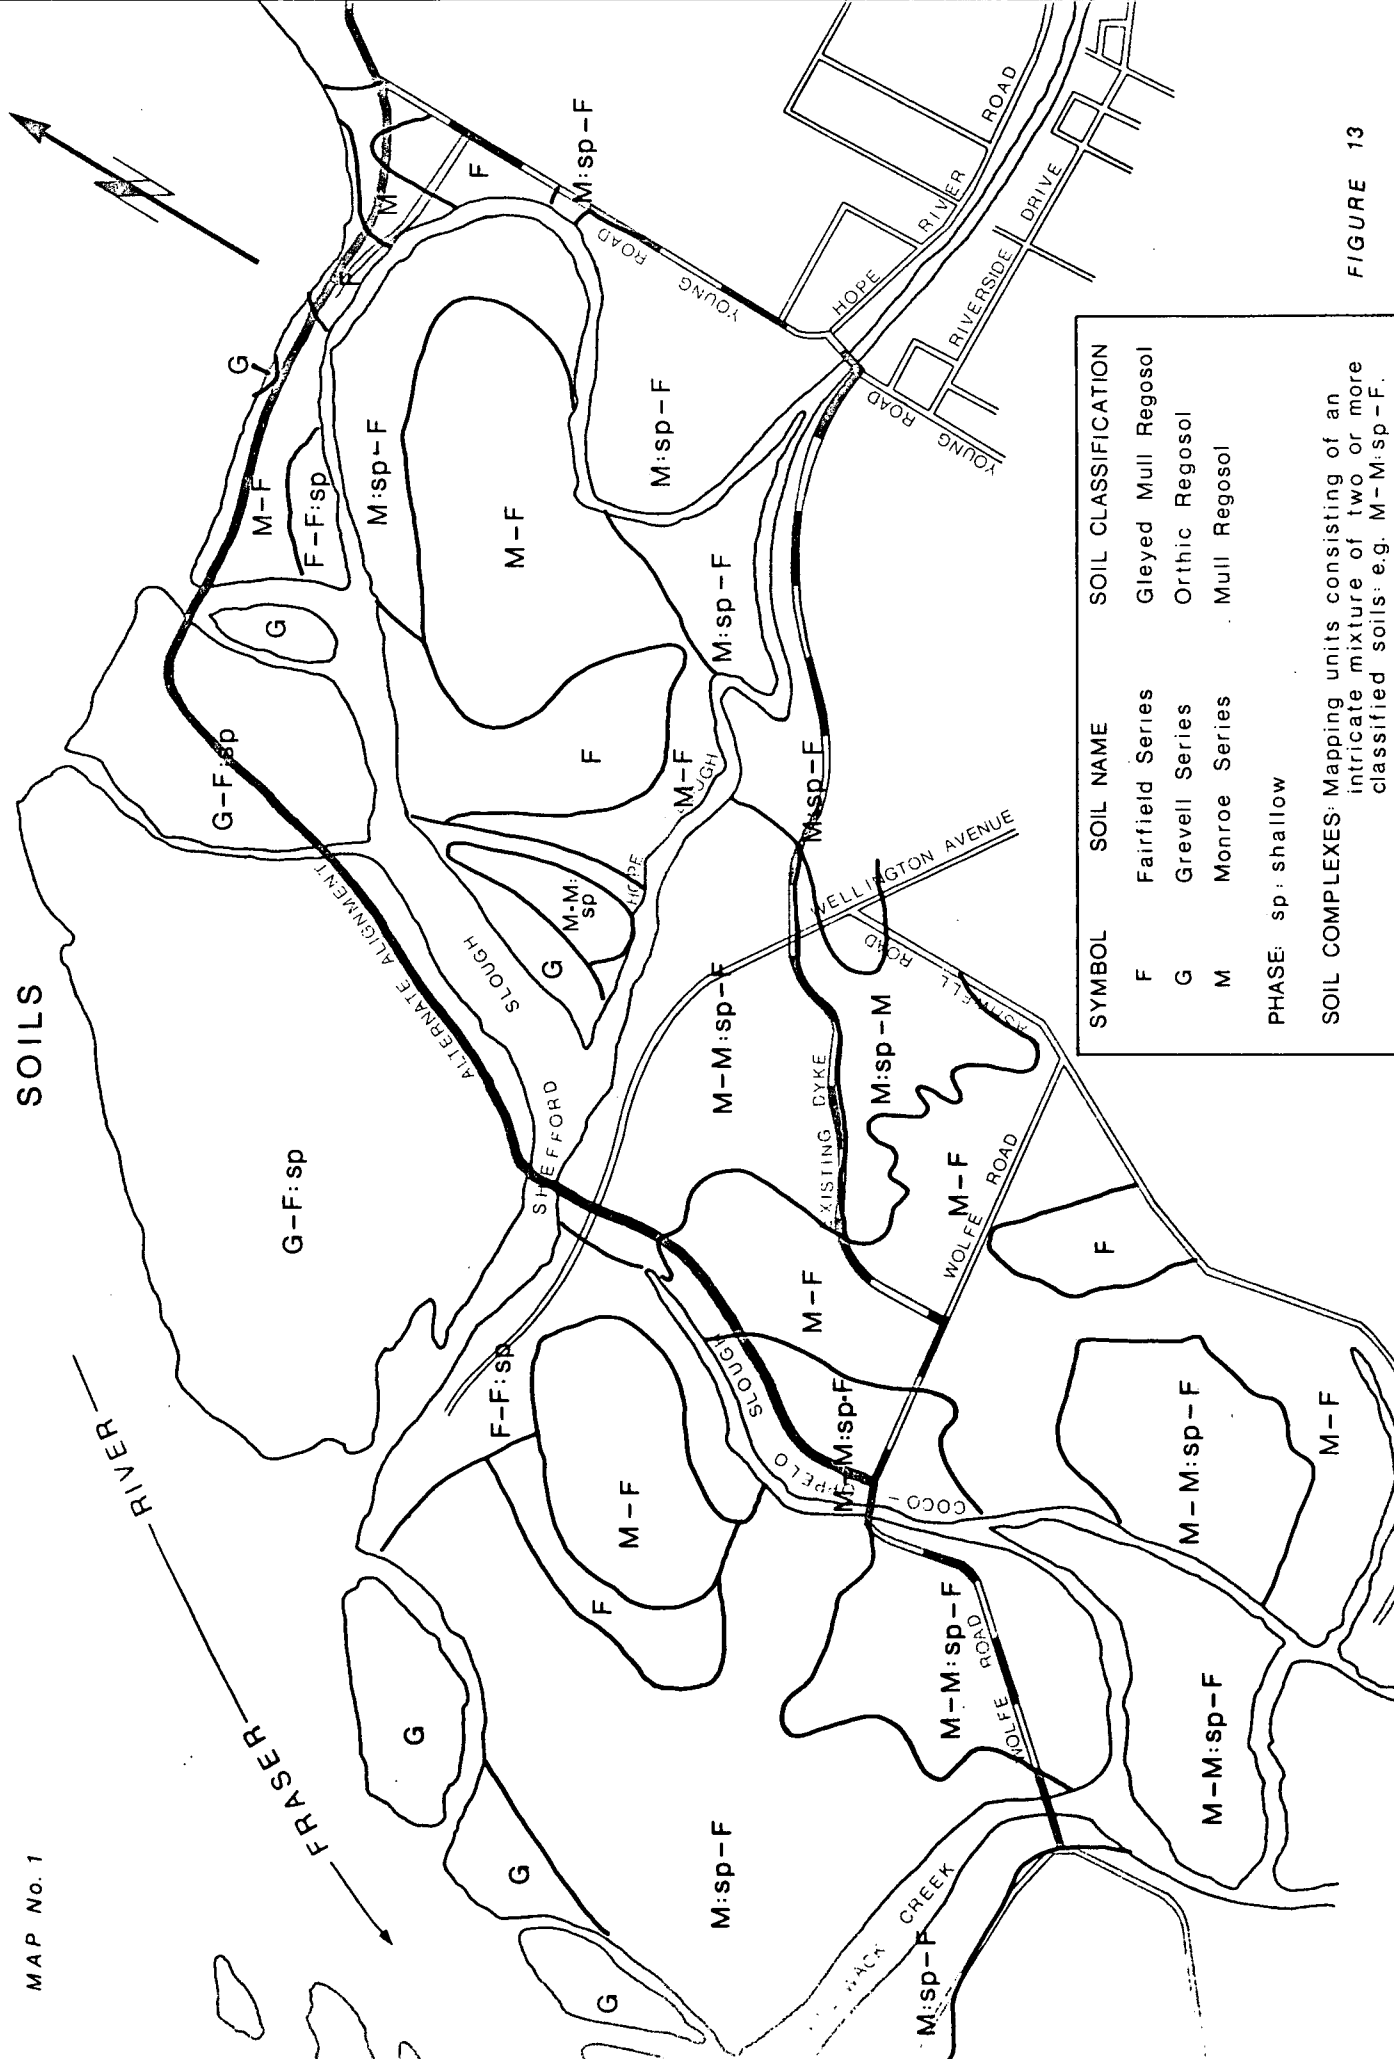 MAP No. 1
SOILS
FRASER
RIVER
G-F:sp
G-F:sp
G
G
M-F
F-F:sp
F
M
F
M:sp-F
M:sp-F
M-F
M:sp-F
M:sp-F
F
M-F
M-M:
sp
G
ALTERNATE ALIGNMENT
SLOUGH
SHEFFORD
HOPE
YOUNG ROAD
HOPE RIVER ROAD
RIVERSIDE DRIVE
YOUNG ROAD
M:sp-F
WELLINGTON AVENUE
ASHWELL ROAD
M-M:sp-F
M:sp-M
DYKE
M-F
WOLFE ROAD
F
M-F
F-F:sp
M-F
F
SLOUGH
COCO-
M-M:sp-F
M-M:sp-F
M-F
M-M:sp-F
WOLFE ROAD
M-M:sp-F
G
G
G
M:sp-F
CREEK
M:sp-F
SYMBOL SOIL NAME SOIL CLASSIFICATION
F Fairfield Series Gleyed Mull Regosol
G Grevell Series Orthic Regosol
M Monroe Series Mull Regosol
PHASE: sp: shallow
SOIL COMPLEXES: Mapping units consisting of an
intricate mixture of two or more
classified soils: e.g. M-M:sp-F.
FIGURE 13